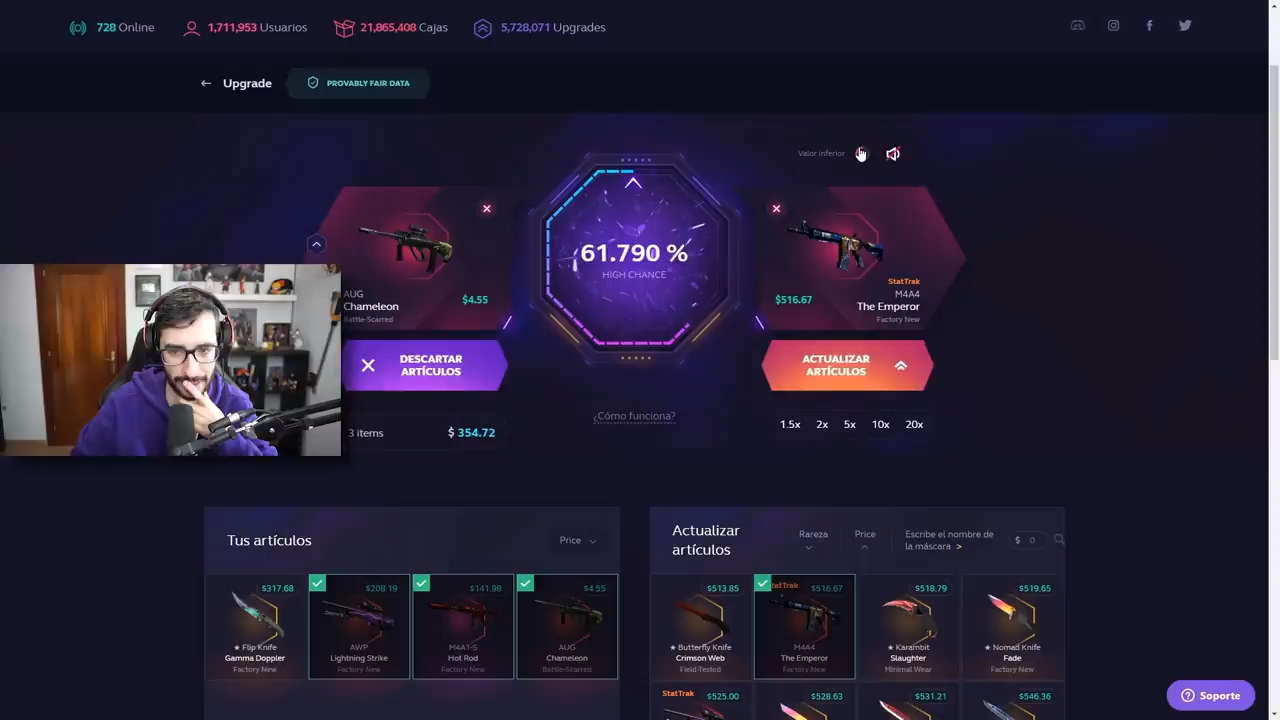 728 Online
1,711,953 Usuarios
21,865,408 Cajas
5,728,071 Upgrades
← Upgrade
PROVABLY FAIR DATA
Valor inferior
61.790 %
HIGH CHANCE
AUG
Chameleon
$4.55
Battle-Scarred
StatTrak
M4A4
$516.67
The Emperor
Factory New
DESCARTAR
ARTÍCULOS
ACTUALIZAR
ARTÍCULOS
¿Cómo funciona?
3 items
$ 354.72
1.5x 2x 5x 10x 20x
Tus artículos
Price
$317.68
★ Flip Knife
Gamma Doppler
Factory New
$208.19
AWP
Lightning Strike
Factory New
$141.98
M4A1-S
Hot Rod
Factory New
$4.55
AUG
Chameleon
Battle-Scarred
Actualizar
artículos
Rareza
Price
Escribe el nombre de
la máscara >
$ 0
$513.85
★ Butterfly Knife
Crimson Web
Field-Tested
StatTrak
$516.67
M4A4
The Emperor
Factory New
$518.79
★ Karambit
Slaughter
Minimal Wear
$519.65
★ Nomad Knife
Fade
Factory New
StatTrak
$525.00
$528.63
$531.21
$546.36
Soporte